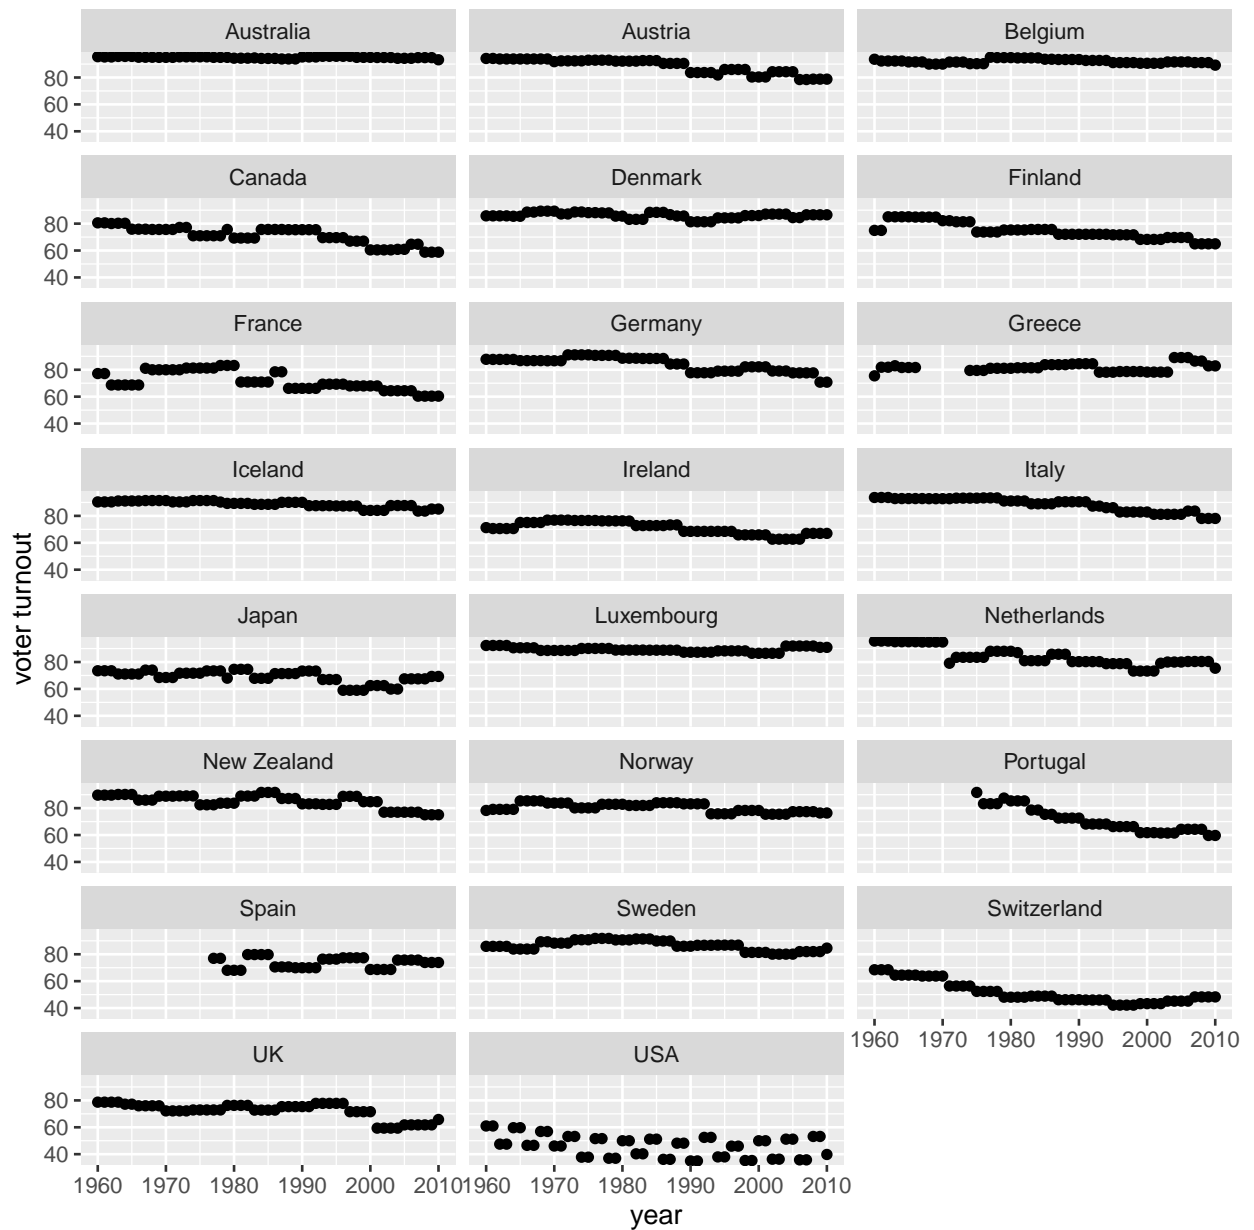 Australia Austria Belgium
80
60
40
Canada Denmark Finland
80
60
40
France Germany Greece
80
60
40
Iceland Ireland Italy
80
60
40
voter turnout
Japan Luxembourg Netherlands
80
60
40
New Zealand Norway Portugal
80
60
40
Spain Sweden Switzerland
80
60
40
1960 1970 1980 1990 2000 2010
UK USA
80
60
40
1960 1970 1980 1990 2000 2010 1960 1970 1980 1990 2000 2010
year